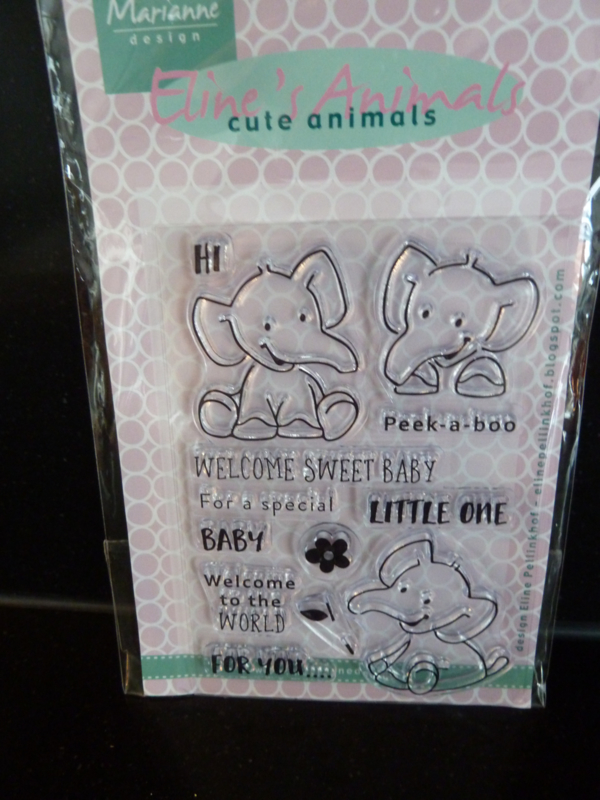 Marianne
design
Eline's Animals
cute animals
HI
Peek-a-boo
WELCOME SWEET BABY
For a special
LITTLE ONE
BABY
Welcome
to the
WORLD
FOR YOU....
design Eline Pellinkhof - elinepellinkhof.blogspot.com